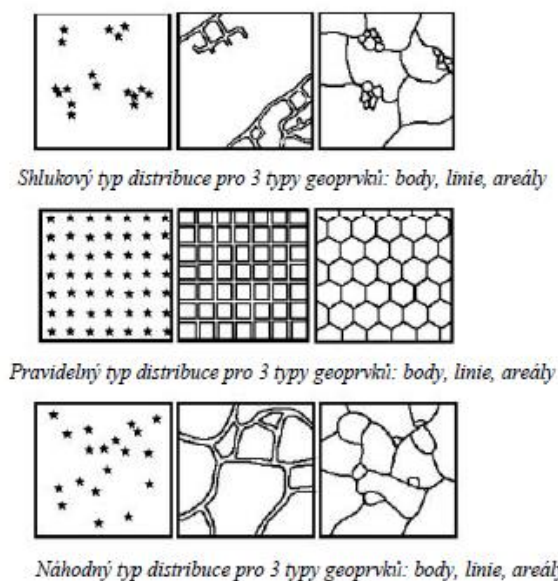 Shlukový typ distribuce pro 3 typy geoprvků: body, linie, areály
Pravidelný typ distribuce pro 3 typy geoprvků: body, linie, areály
Náhodný typ distribuce pro 3 typy geoprvků: body, linie, areály